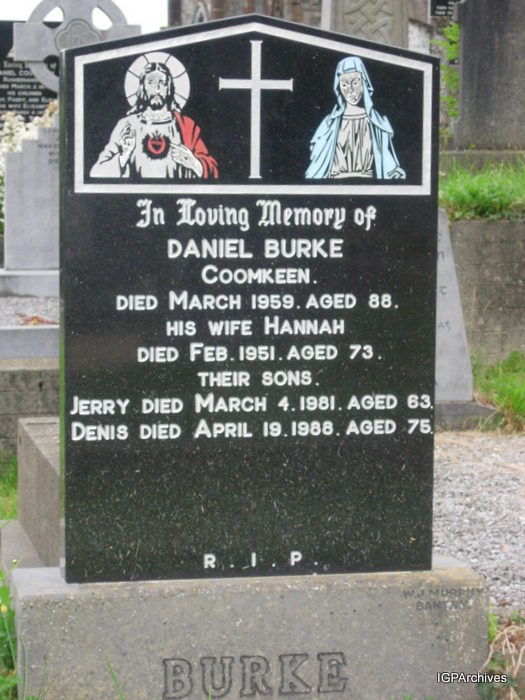 In Loving Memory of
DANIEL BURKE
COOMKEEN.
DIED MARCH 1959. AGED 88.
HIS WIFE HANNAH
DIED FEB. 1951. AGED 73.
THEIR SONS.
JERRY DIED MARCH 4. 1981. AGED 63.
DENIS DIED APRIL 19. 1988. AGED 75.
R. I. P.
W.J. MURPHY
BANTRY
BURKE
IGPArchives